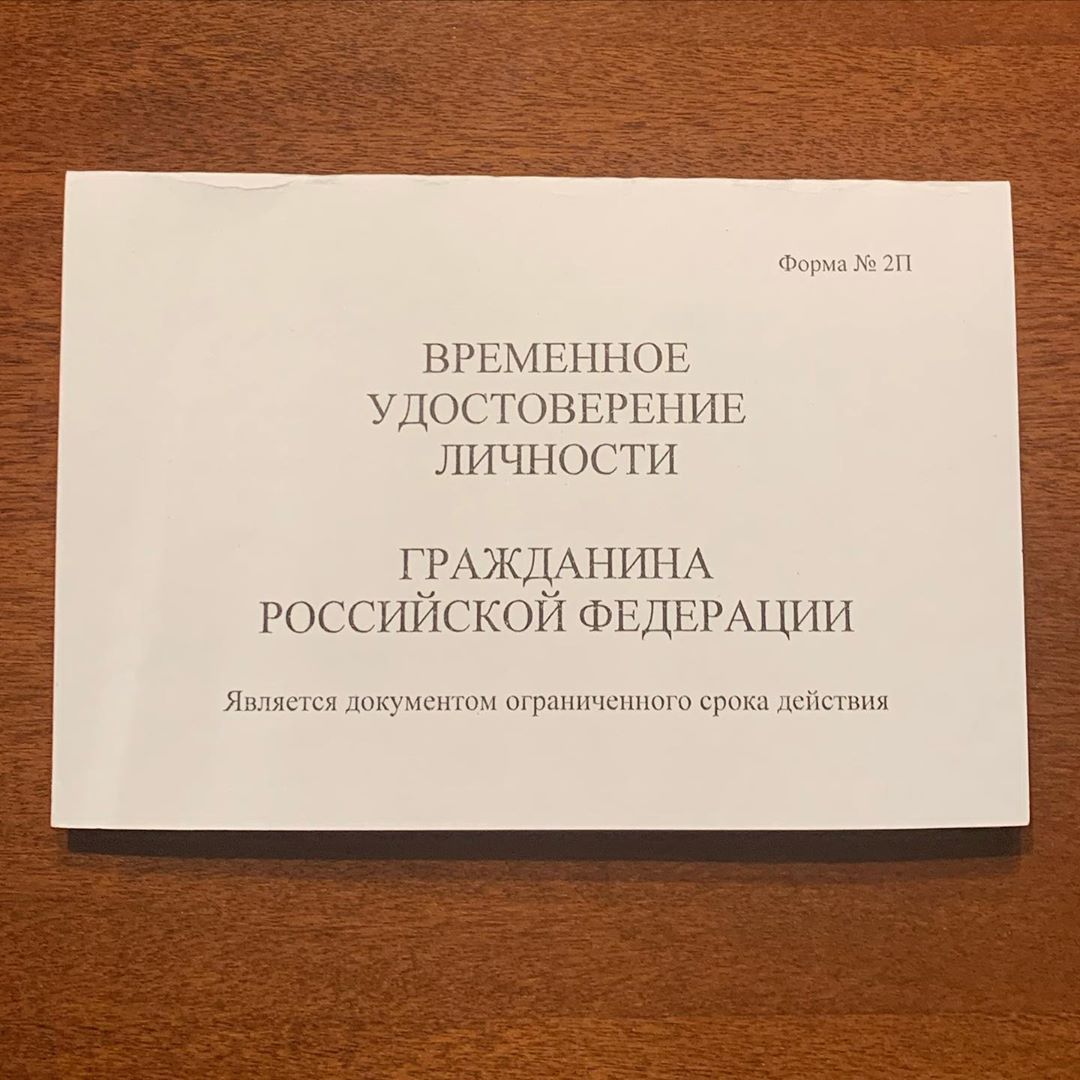 Форма № 2П
ВРЕМЕННОЕ
УДОСТОВЕРЕНИЕ
ЛИЧНОСТИ
ГРАЖДАНИНА
РОССИЙСКОЙ ФЕДЕРАЦИИ
Является документом ограниченного срока действия